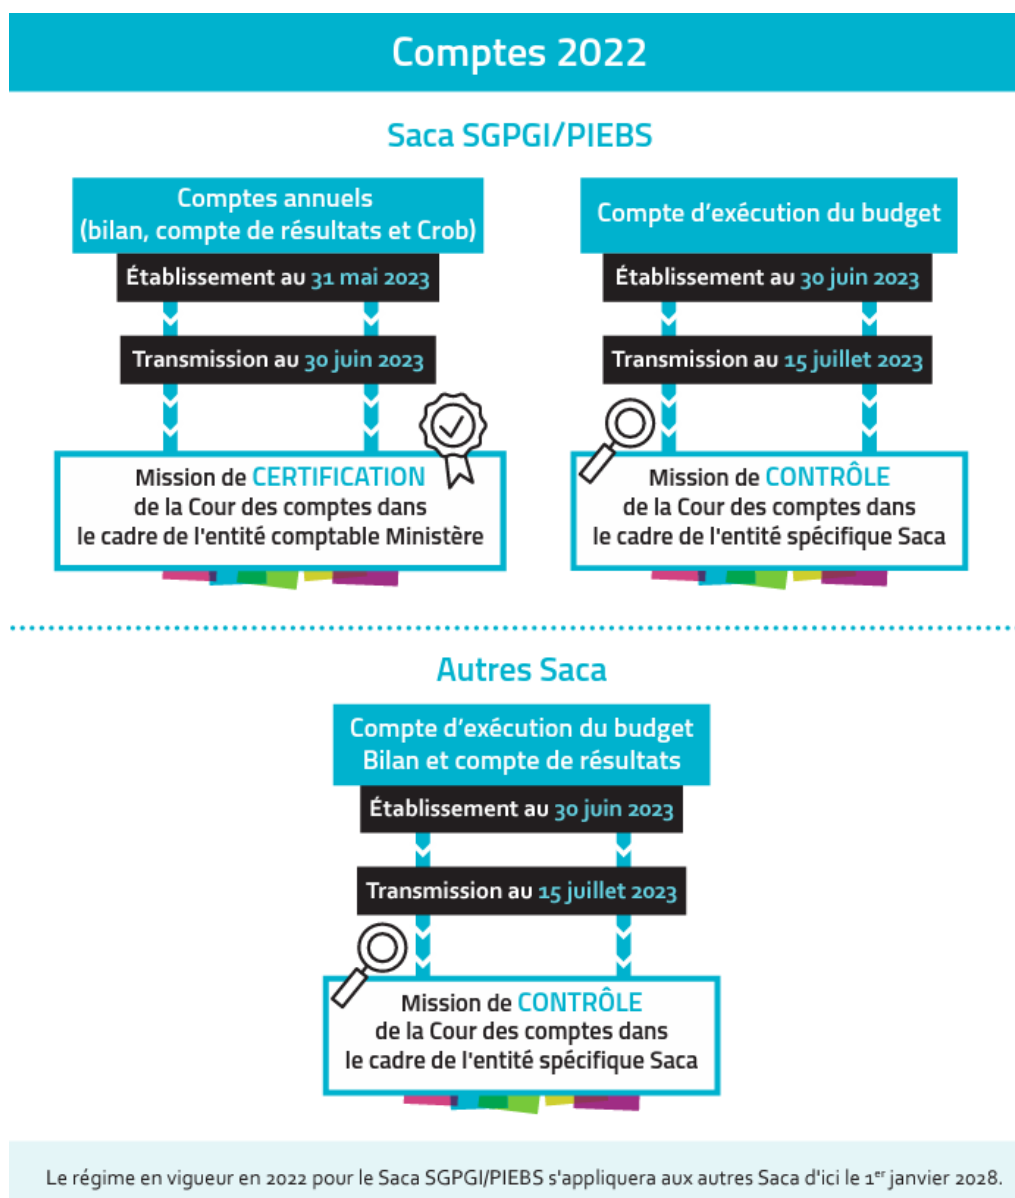 Comptes 2022
Saca SGPGI/PIEBS
Comptes annuels
(bilan, compte de résultats et Crob)
Établissement au 31 mai 2023
Transmission au 30 juin 2023
Mission de CERTIFICATION
de la Cour des comptes dans
le cadre de l'entité comptable Ministère
Compte d’exécution du budget
Établissement au 30 juin 2023
Transmission au 15 juillet 2023
Mission de CONTRÔLE
de la Cour des comptes dans
le cadre de l'entité spécifique Saca
Autres Saca
Compte d’exécution du budget
Bilan et compte de résultats
Établissement au 30 juin 2023
Transmission au 15 juillet 2023
Mission de CONTRÔLE
de la Cour des comptes dans
le cadre de l'entité spécifique Saca
Le régime en vigueur en 2022 pour le Saca SGPGI/PIEBS s'appliquera aux autres Saca d'ici le 1er janvier 2028.